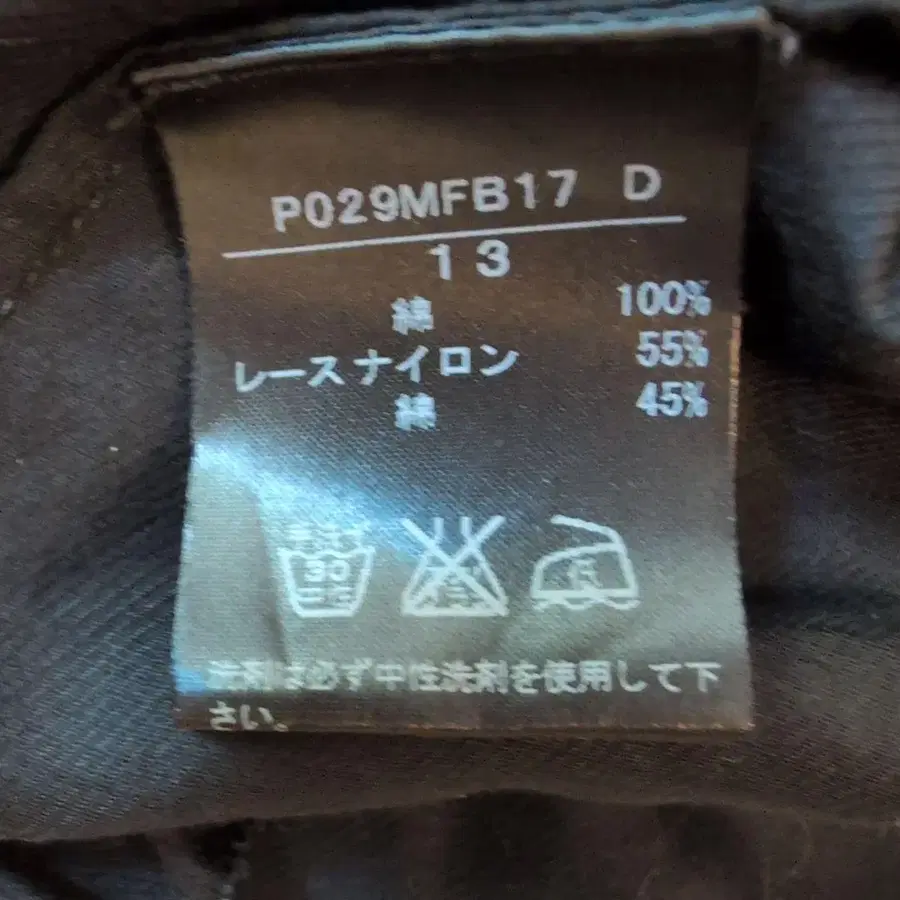 P029MFB17 D
13
綿 100%
レースナイロン 55%
綿 45%
30
洗剤は必ず中性洗剤を使用して下
さい。